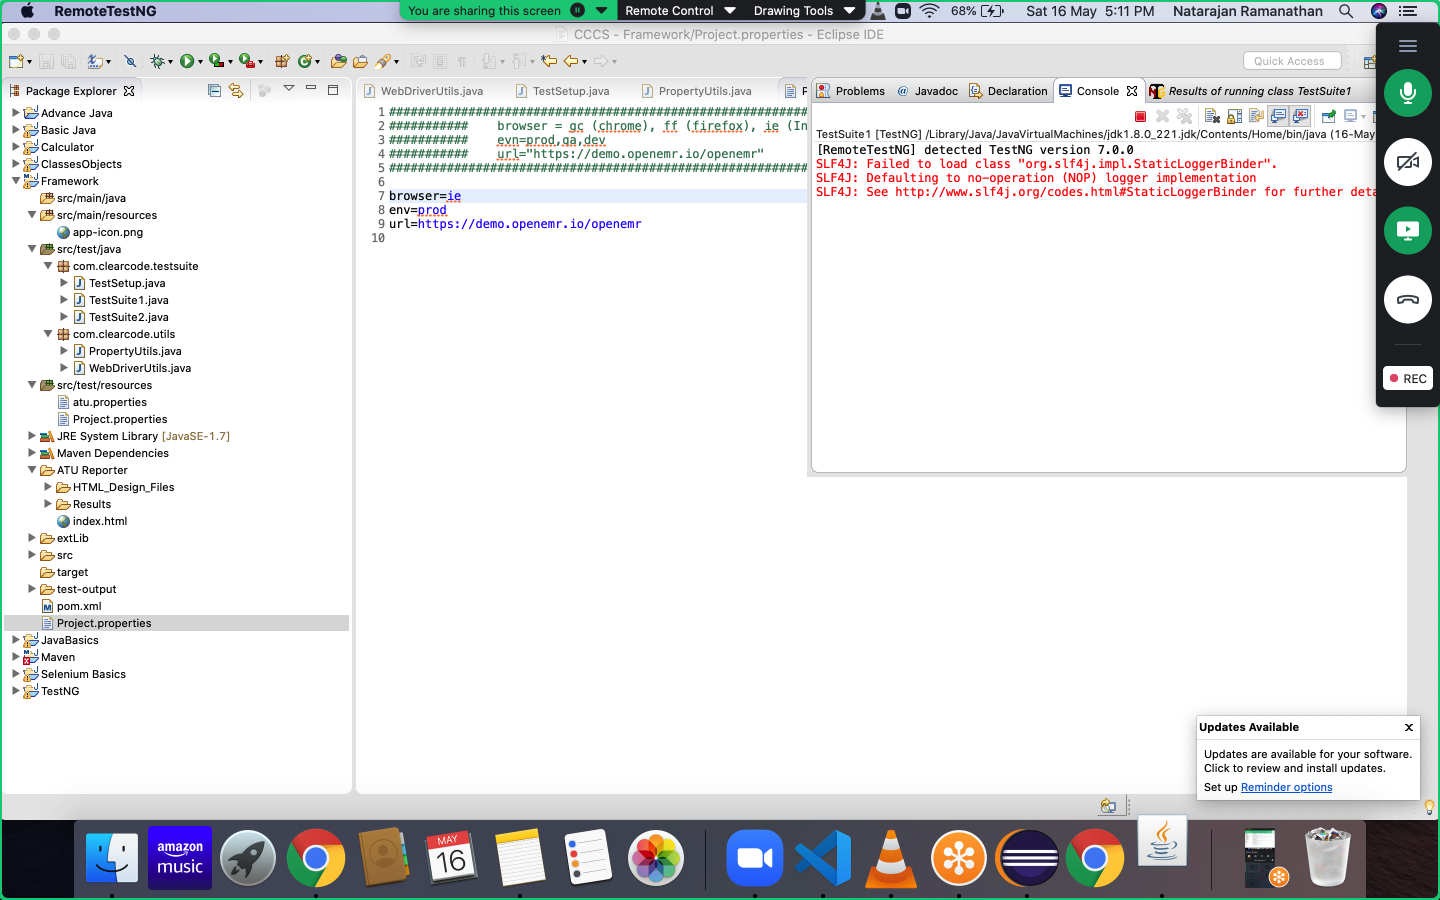 RemoteTestNG
You are sharing this screen
Remote Control
Drawing Tools
68%
Sat 16 May 5:11 PM
Natarajan Ramanathan
CCCS - Framework/Project.properties - Eclipse IDE
Quick Access
Package Explorer
Advance Java
Basic Java
Calculator
ClassesObjects
Framework
src/main/java
src/main/resources
app-icon.png
src/test/java
com.clearcode.testsuite
TestSetup.java
TestSuite1.java
TestSuite2.java
com.clearcode.utils
PropertyUtils.java
WebDriverUtils.java
src/test/resources
atu.properties
Project.properties
JRE System Library [JavaSE-1.7]
Maven Dependencies
ATU Reporter
HTML_Design_Files
Results
index.html
extLib
src
target
test-output
pom.xml
Project.properties
JavaBasics
Maven
Selenium Basics
TestNG
WebDriverUtils.java
TestSetup.java
PropertyUtils.java
1 ##########################################################
2 ########### browser = gc (chrome), ff (firefox), ie (In
3 ########### evn=prod,qa,dev
4 ########### url="https://demo.openemr.io/openemr"
5 ##########################################################
6
7 browser=ie
8 env=prod
9 url=https://demo.openemr.io/openemr
10
Problems
@ Javadoc
Declaration
Console
Results of running class TestSuite1
TestSuite1 [TestNG] /Library/Java/JavaVirtualMachines/jdk1.8.0_221.jdk/Contents/Home/bin/java (16-May
[RemoteTestNG] detected TestNG version 7.0.0
SLF4J: Failed to load class "org.slf4j.impl.StaticLoggerBinder".
SLF4J: Defaulting to no-operation (NOP) logger implementation
SLF4J: See http://www.slf4j.org/codes.html#StaticLoggerBinder for further deta
REC
Updates Available
Updates are available for your software.
Click to review and install updates.
Set up Reminder options
amazon
music
MAY
16